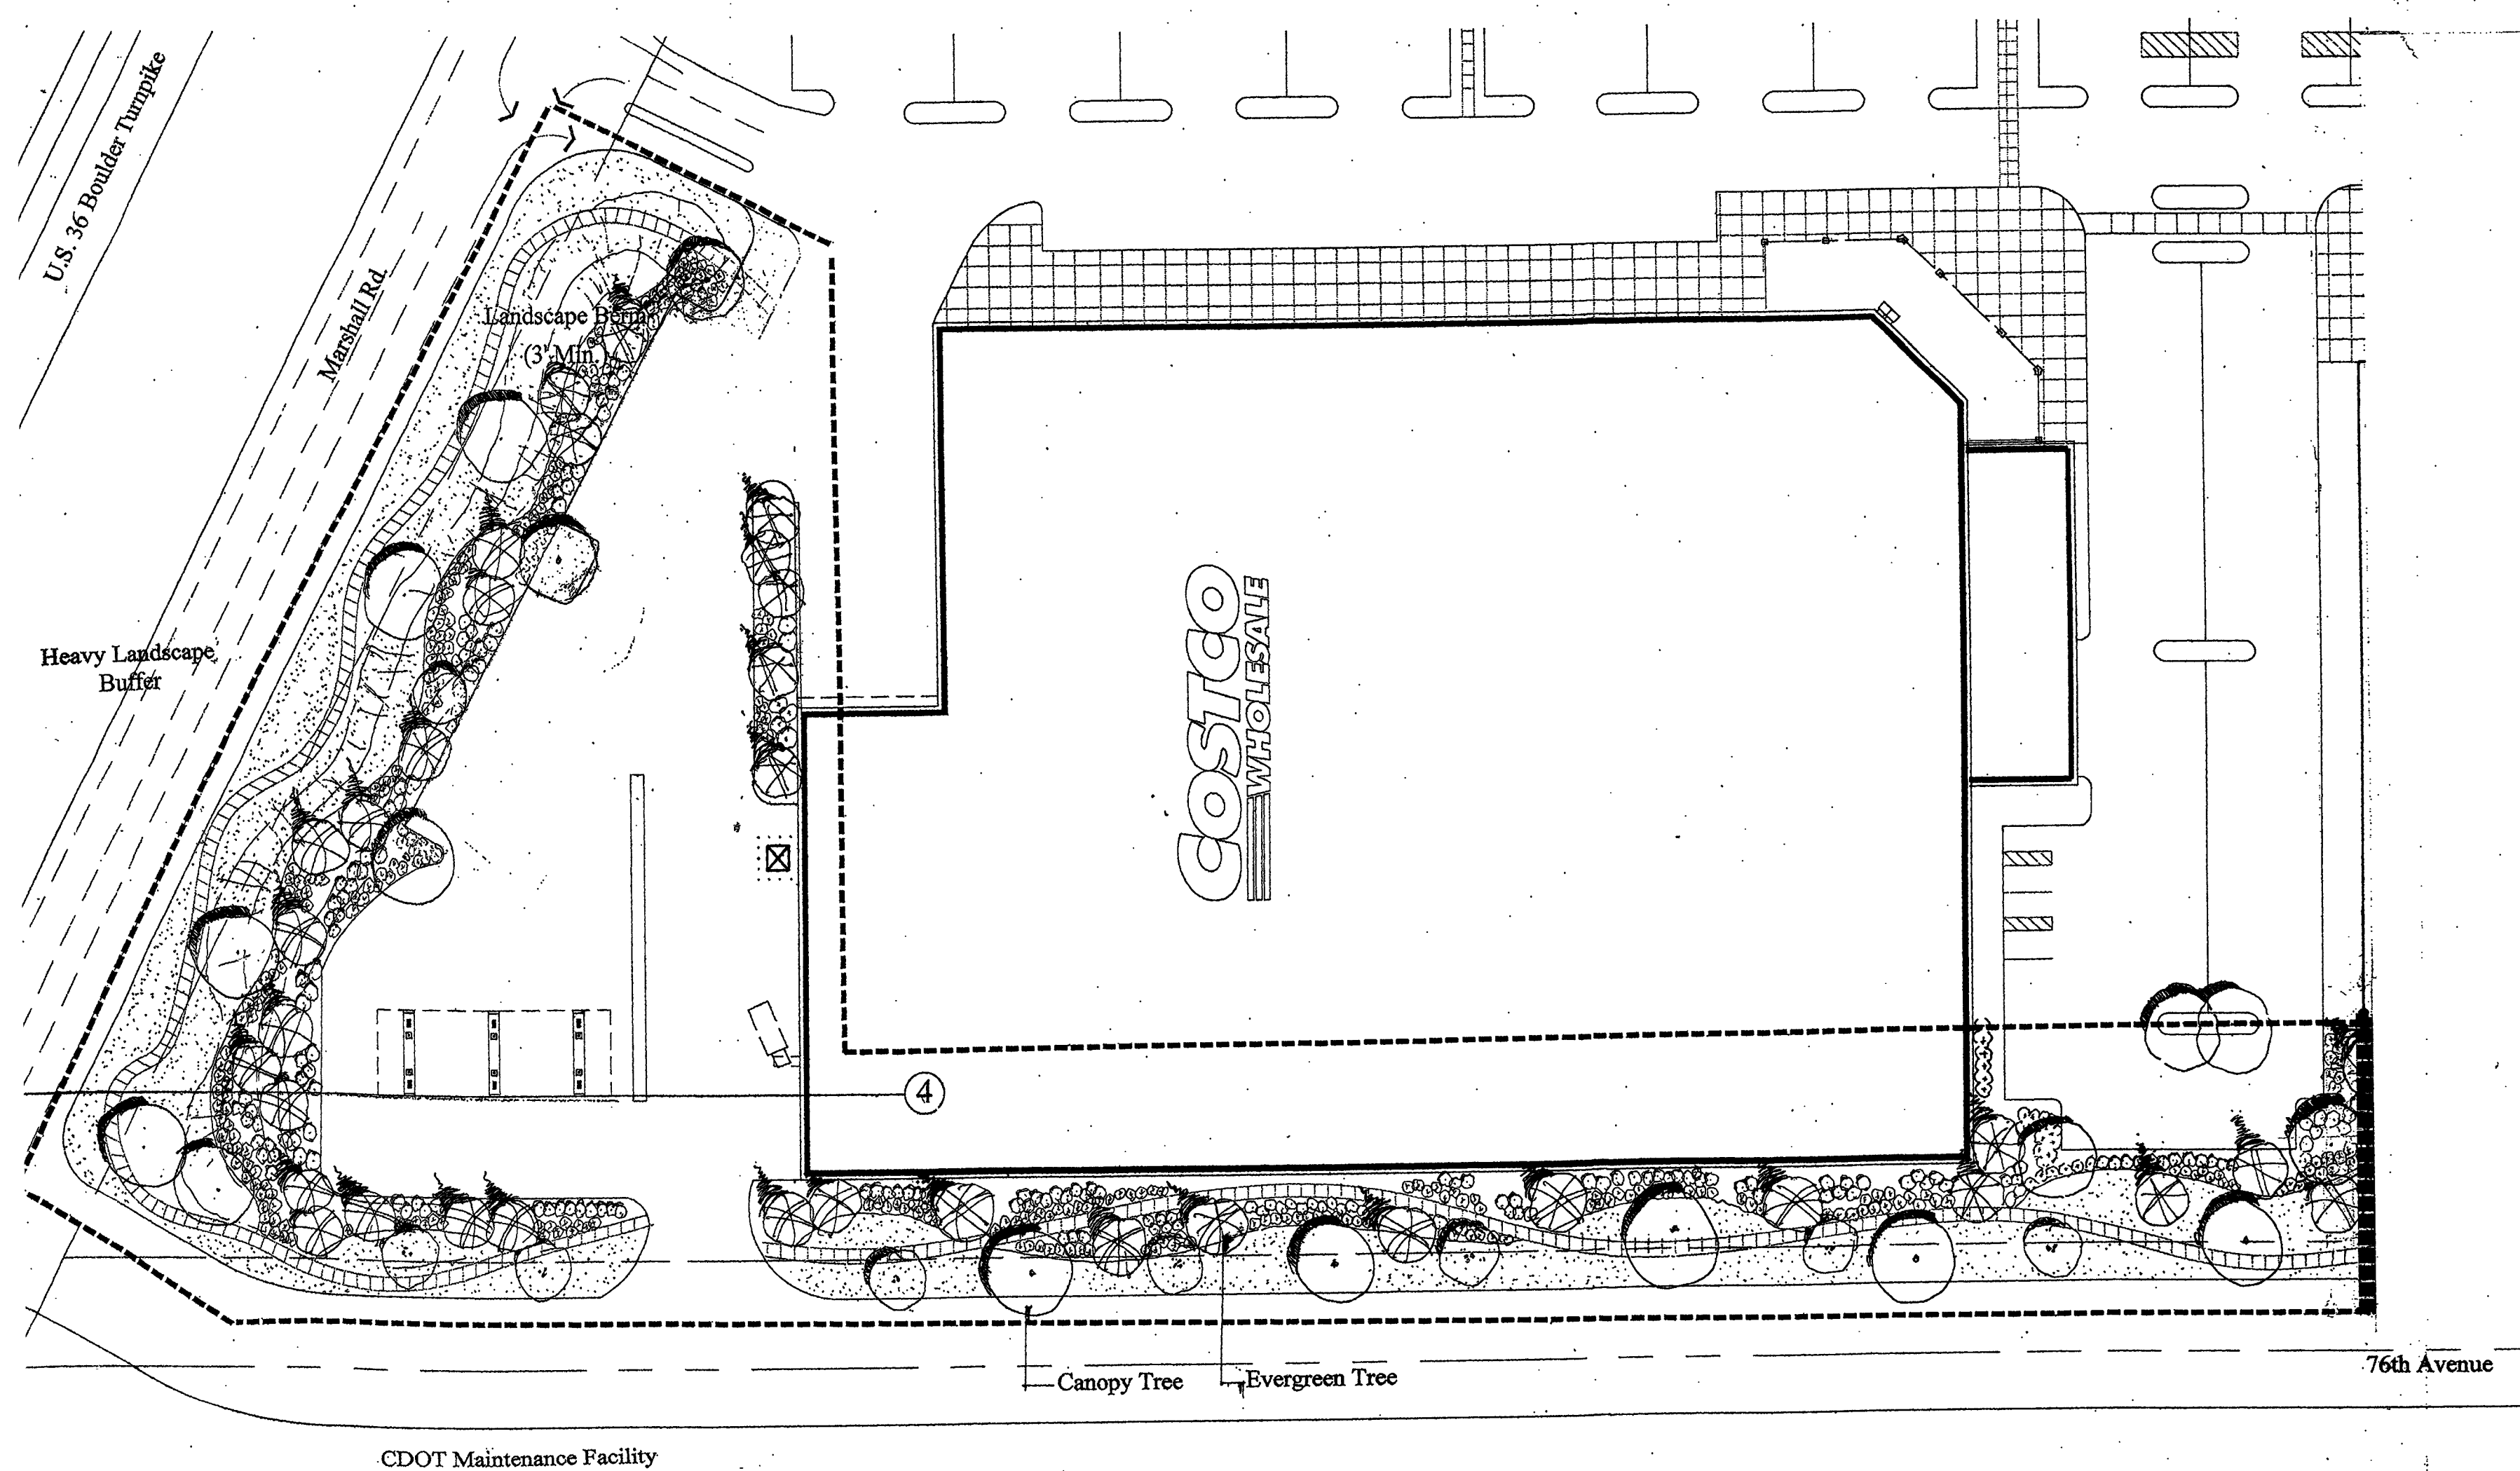 U.S. 36 Boulder Turnpike
Marshall Rd.
Landscape Berm
(3' Min.)
Heavy Landscape
Buffer
COSTCO
WHOLESALE
4
Canopy Tree
Evergreen Tree
76th Avenue
CDOT Maintenance Facility